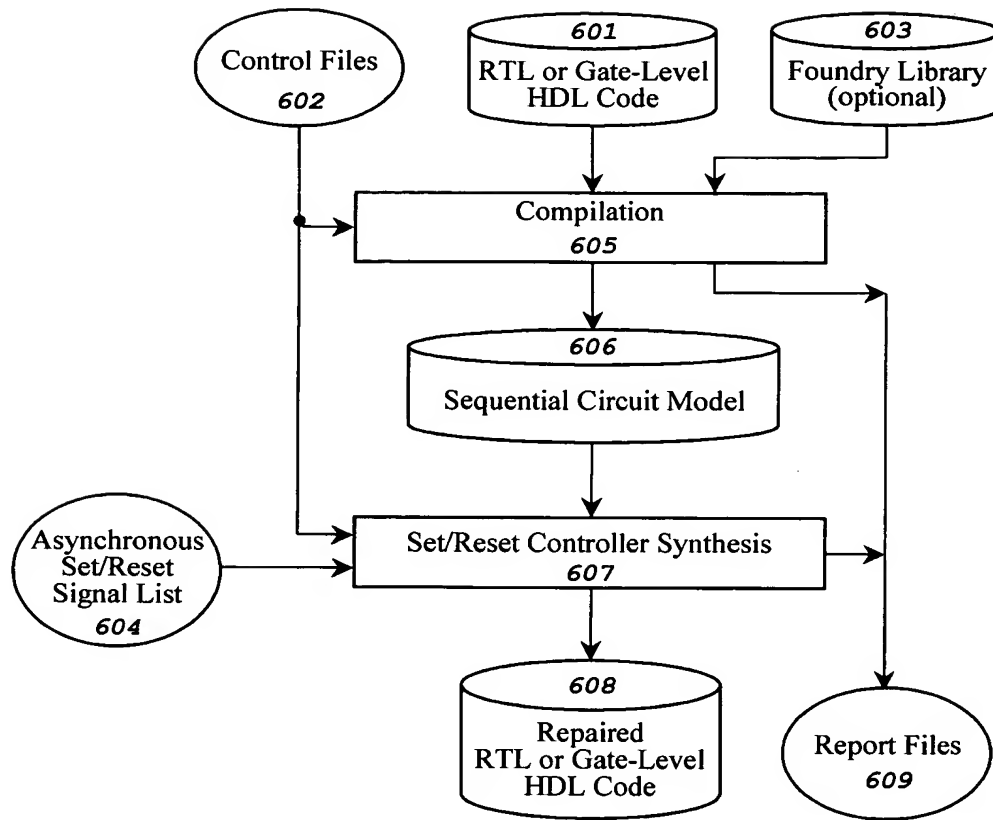 Control Files
602
601
RTL or Gate-Level
HDL Code
603
Foundry Library
(optional)
Compilation
605
606
Sequential Circuit Model
Asynchronous
Set/Reset
Signal List
604
Set/Reset Controller Synthesis
607
608
Repaired
RTL or Gate-Level
HDL Code
Report Files
609